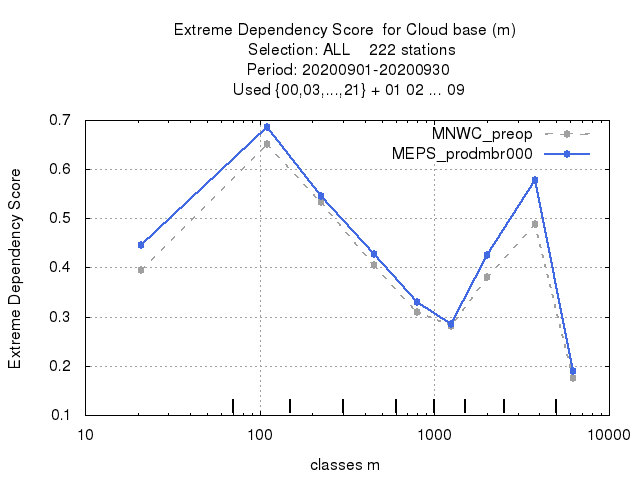 Extreme Dependency Score  for Cloud base (m)
Selection: ALL    222 stations
Period: 20200901-20200930
Used {00,03,...,21} + 01 02 ... 09
MNWC_preop
MEPS_prodmbr000
Extreme Dependency Score
0.7
0.6
0.5
0.4
0.3
0.2
0.1
10 100 1000 10000
classes m